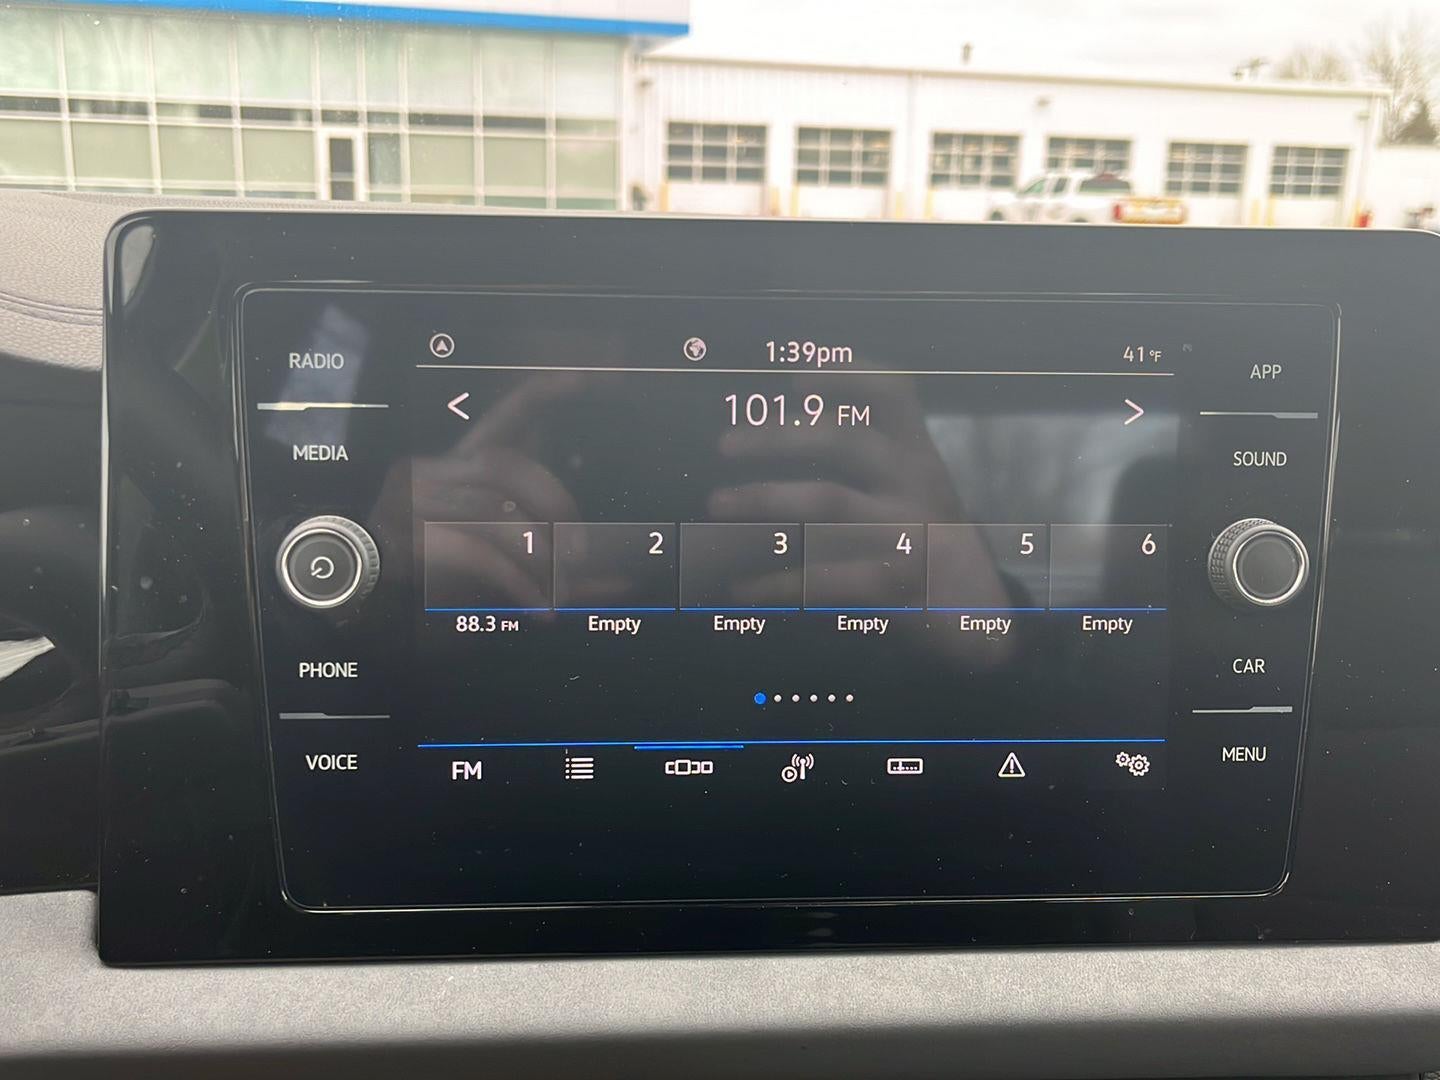 1:39pm
41°F
RADIO
APP
< 101.9 FM >
MEDIA
SOUND
1 2 3 4 5 6
88.3 FM Empty Empty Empty Empty Empty
PHONE
CAR
VOICE
MENU
FM